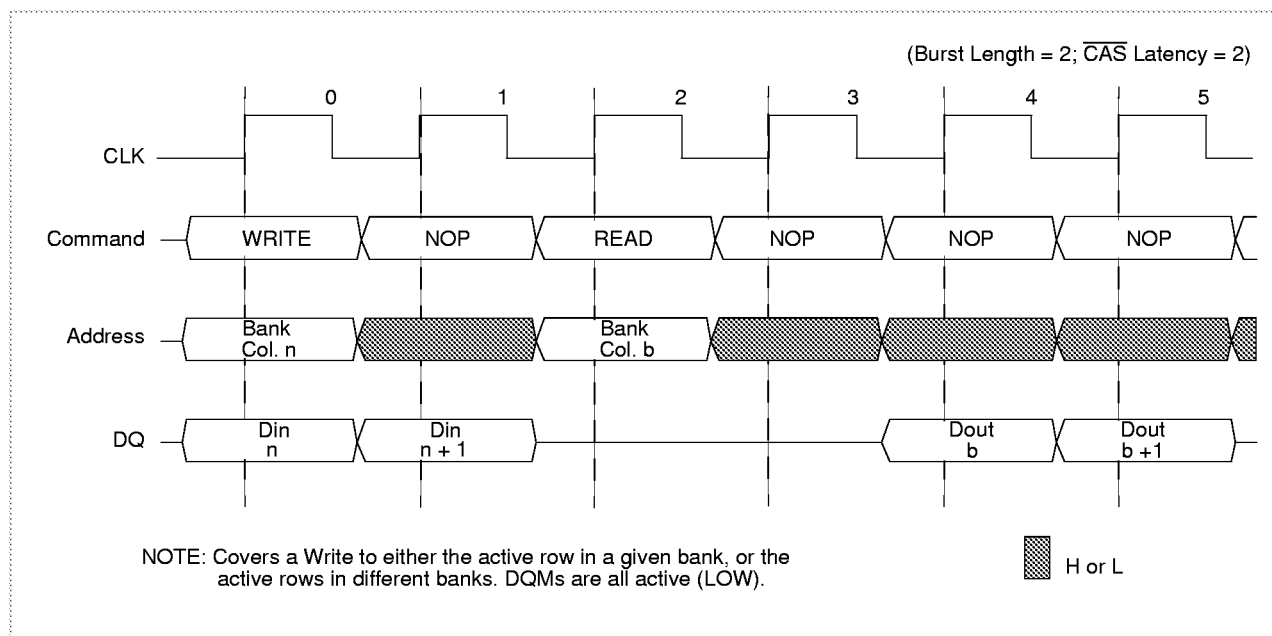 (Burst Length = 2; CAS Latency = 2)
0 1 2 3 4 5
CLK
Command WRITE NOP READ NOP NOP NOP
Address Bank Col. n Bank Col. b
DQ Din n Din n + 1 Dout b Dout b +1
NOTE: Covers a Write to either the active row in a given bank, or the
active rows in different banks. DQMs are all active (LOW).
H or L